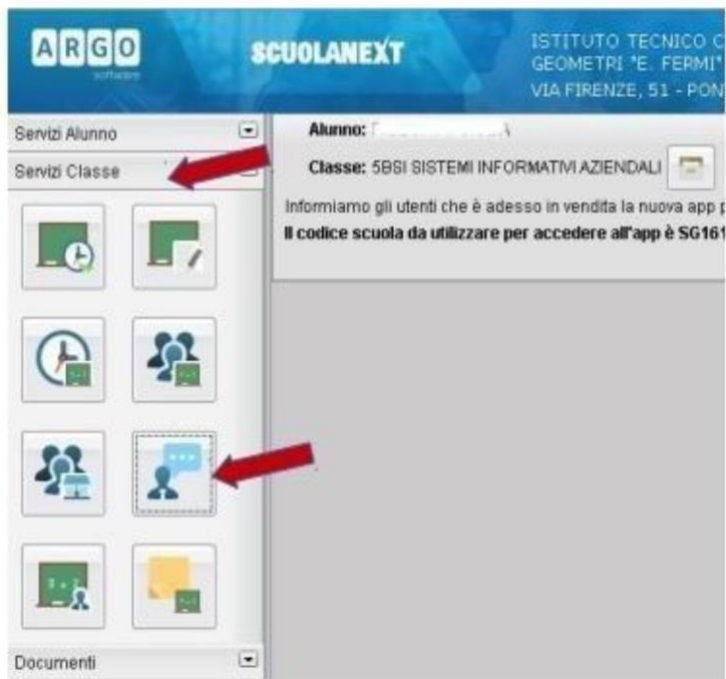 ARGO
software
SCUOLANEXT
ISTITUTO TECNICO C
GEOMETRI "E. FERMI"
VIA FIRENZE, 51 - PON
Servizi Alunno
Servizi Classe
Alunno:
Classe: 5BSI SISTEMI INFORMATIVI AZIENDALI
Informiamo gli utenti che è adesso in vendita la nuova app p
Il codice scuola da utilizzare per accedere all'app è SG161
Documenti